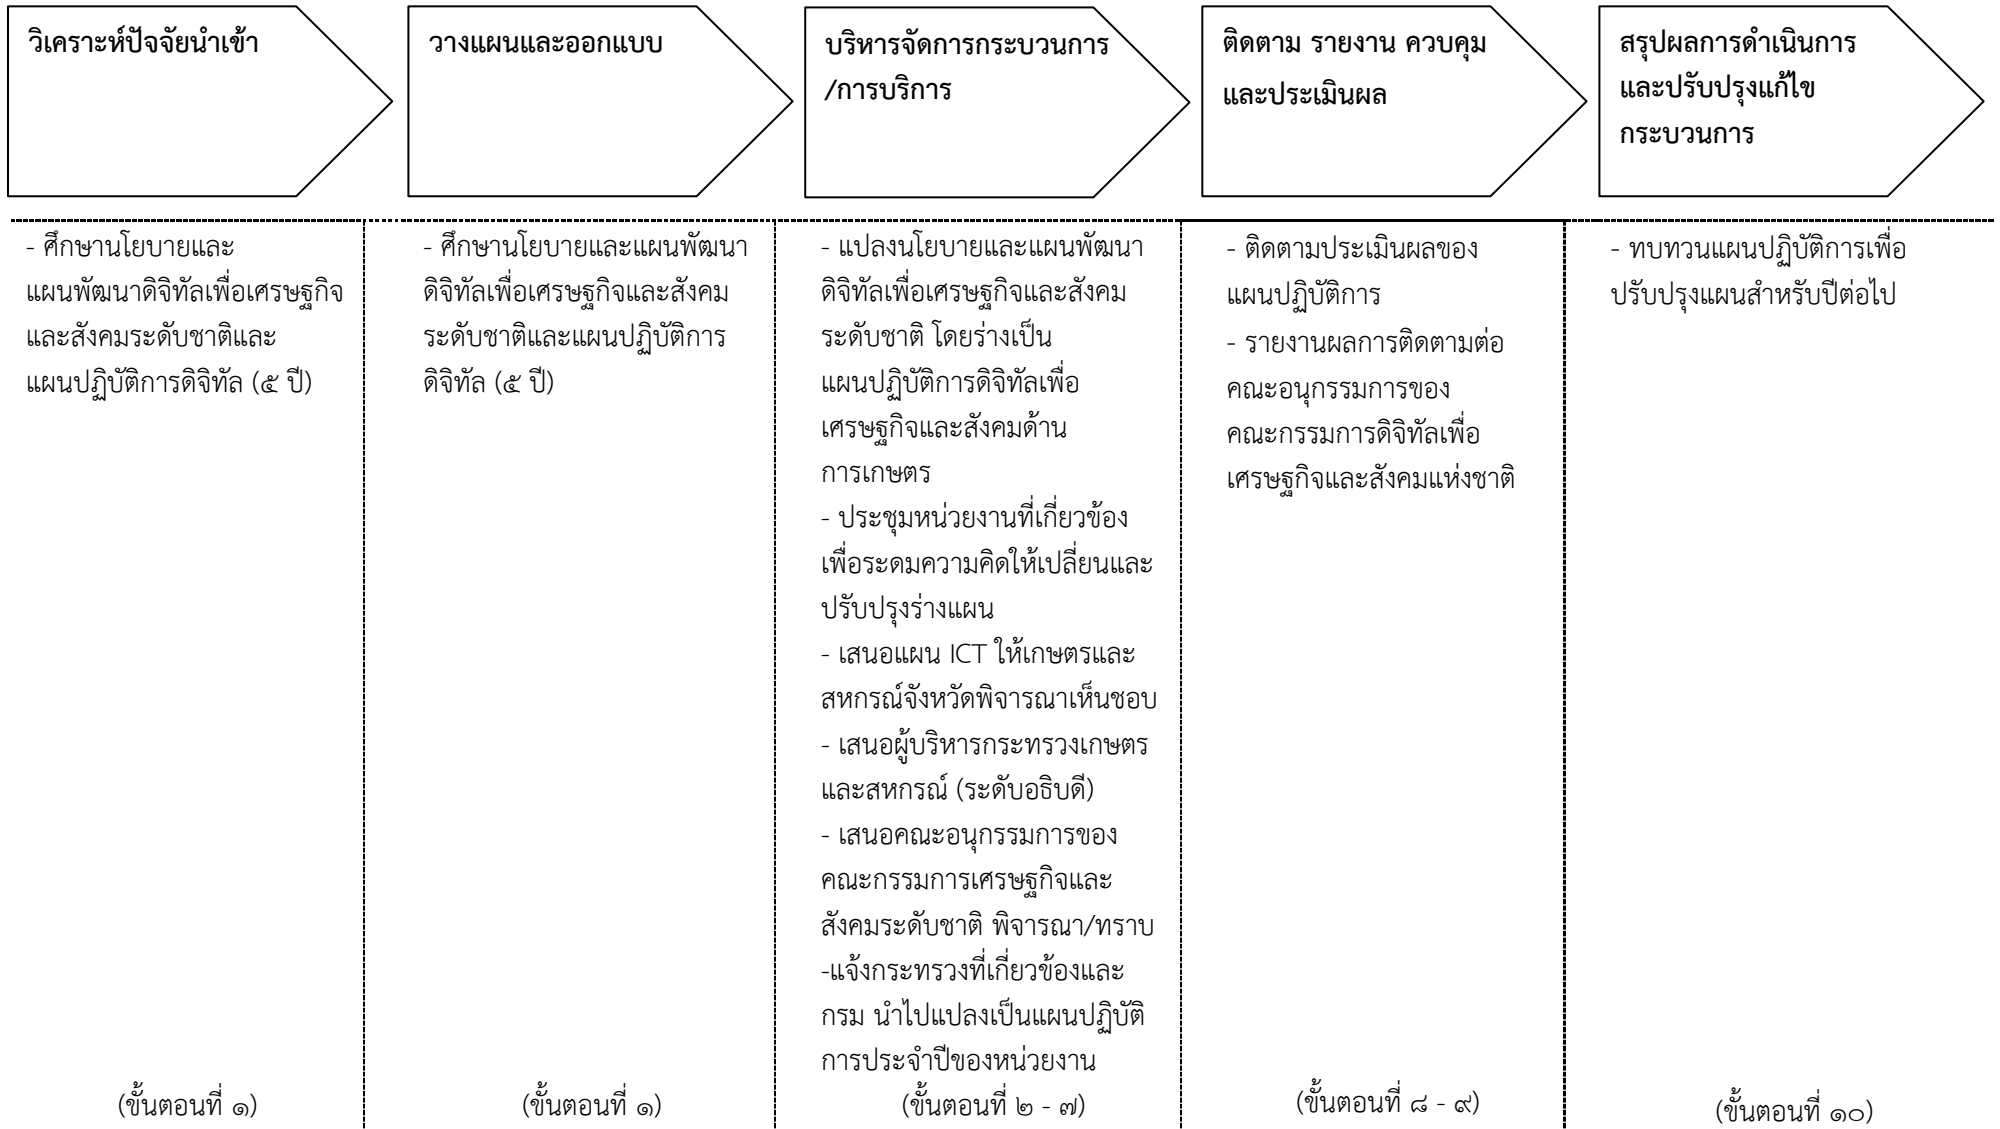 วิเคราะห์ปัจจัยนำเข้า
วางแผนและออกแบบ
บริหารจัดการกระบวนการ
/การบริการ
ติดตาม รายงาน ควบคุม
และประเมินผล
สรุปผลการดำเนินการ
และปรับปรุงแก้ไข
กระบวนการ
- ศึกษานโยบายและ
แผนพัฒนาดิจิทัลเพื่อเศรษฐกิจ
และสังคมระดับชาติและ
แผนปฏิบัติการดิจิทัล (๕ ปี)
(ขั้นตอนที่ ๑)
- ศึกษานโยบายและแผนพัฒนา
ดิจิทัลเพื่อเศรษฐกิจและสังคม
ระดับชาติและแผนปฏิบัติการ
ดิจิทัล (๕ ปี)
(ขั้นตอนที่ ๑)
- แปลงนโยบายและแผนพัฒนา
ดิจิทัลเพื่อเศรษฐกิจและสังคม
ระดับชาติ โดยร่างเป็น
แผนปฏิบัติการดิจิทัลเพื่อ
เศรษฐกิจและสังคมด้าน
การเกษตร
- ประชุมหน่วยงานที่เกี่ยวข้อง
เพื่อระดมความคิดให้เปลี่ยนและ
ปรับปรุงร่างแผน
- เสนอแผน ICT ให้เกษตรและ
สหกรณ์จังหวัดพิจารณาเห็นชอบ
- เสนอผู้บริหารกระทรวงเกษตร
และสหกรณ์ (ระดับอธิบดี)
- เสนอคณะอนุกรรมการของ
คณะกรรมการเศรษฐกิจและ
สังคมระดับชาติ พิจารณา/ทราบ
-แจ้งกระทรวงที่เกี่ยวข้องและ
กรม นำไปแปลงเป็นแผนปฏิบัติ
การประจำปีของหน่วยงาน
(ขั้นตอนที่ ๒ - ๗)
- ติดตามประเมินผลของ
แผนปฏิบัติการ
- รายงานผลการติดตามต่อ
คณะอนุกรรมการของ
คณะกรรมการดิจิทัลเพื่อ
เศรษฐกิจและสังคมแห่งชาติ
(ขั้นตอนที่ ๘ - ๙)
- ทบทวนแผนปฏิบัติการเพื่อ
ปรับปรุงแผนสำหรับปีต่อไป
(ขั้นตอนที่ ๑๐)